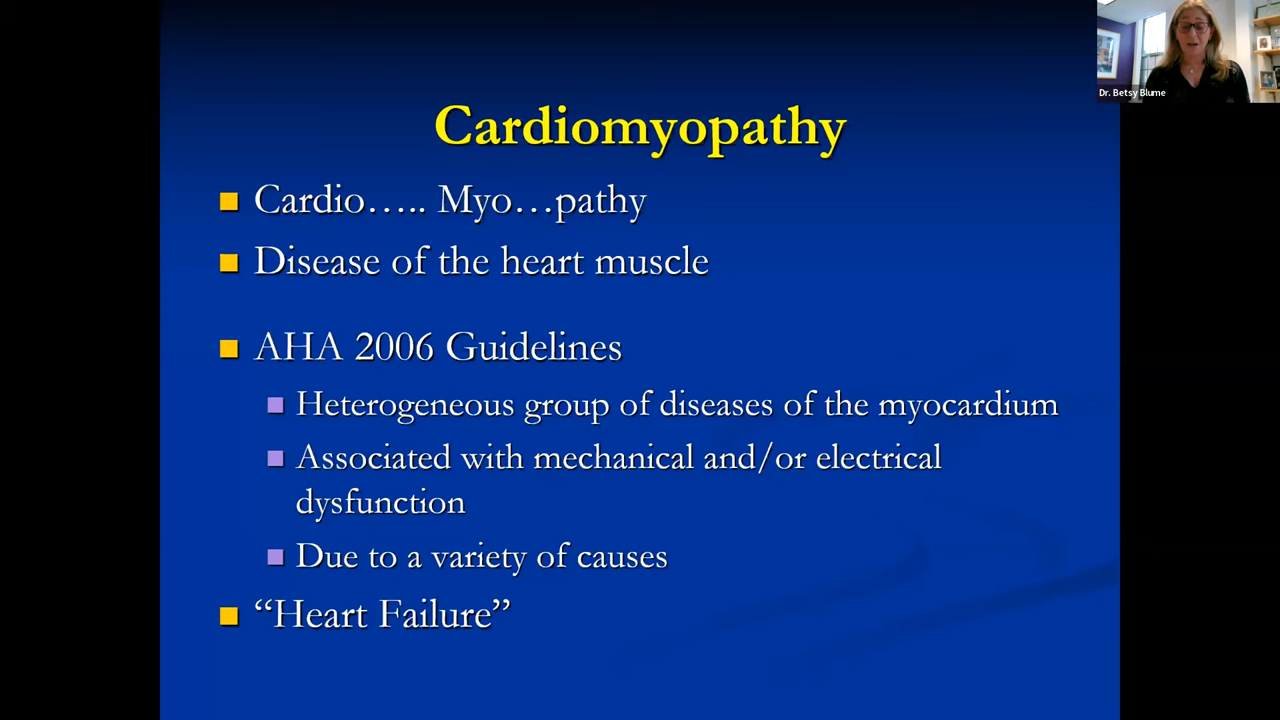 Dr. Betsy Blume
Cardiomyopathy
Cardio….. Myo…pathy
Disease of the heart muscle
AHA 2006 Guidelines
Heterogeneous group of diseases of the myocardium
Associated with mechanical and/or electrical
dysfunction
Due to a variety of causes
“Heart Failure”